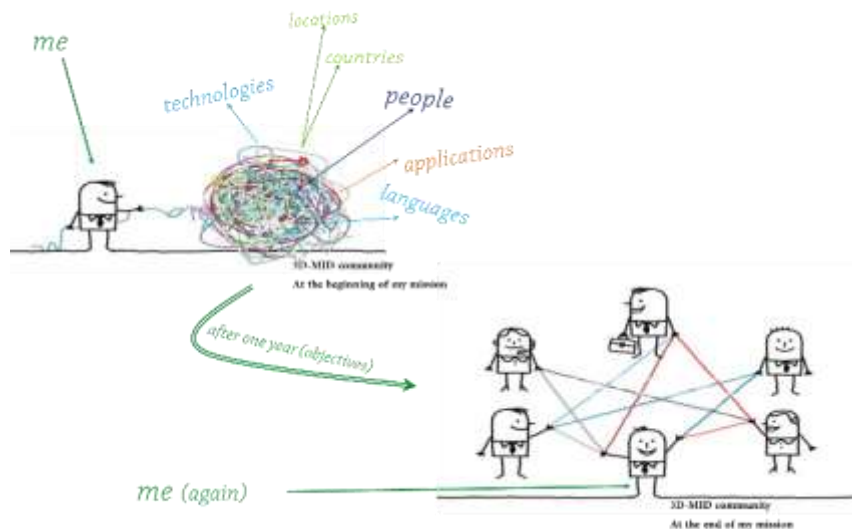 locations
me
countries
technologies
people
applications
languages
3D-MID community
At the beginning of my mission
after one year (objectives)
me (again)
3D-MID community
At the end of my mission